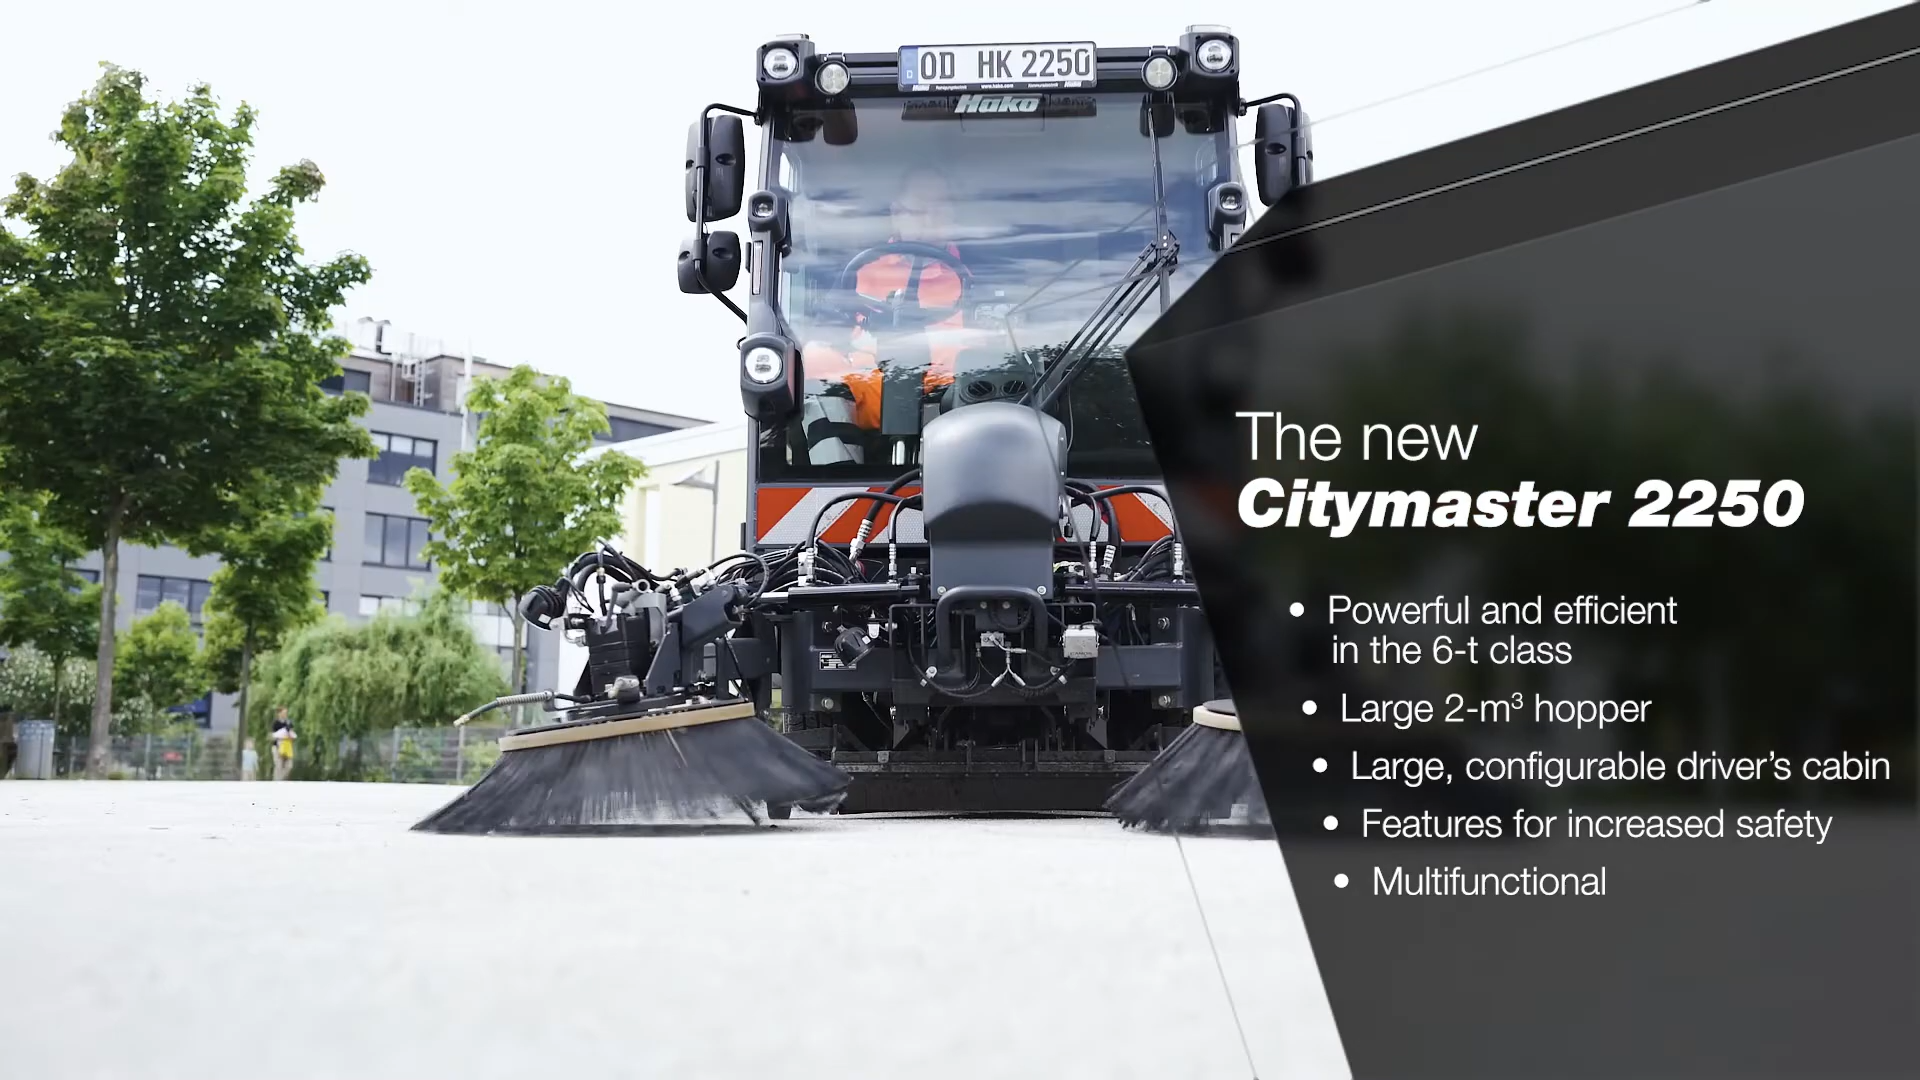 OD HK 2250
Hako
The new
Citymaster 2250
• Powerful and efficient
in the 6-t class
• Large 2-m³ hopper
• Large, configurable driver's cabin
• Features for increased safety
• Multifunctional